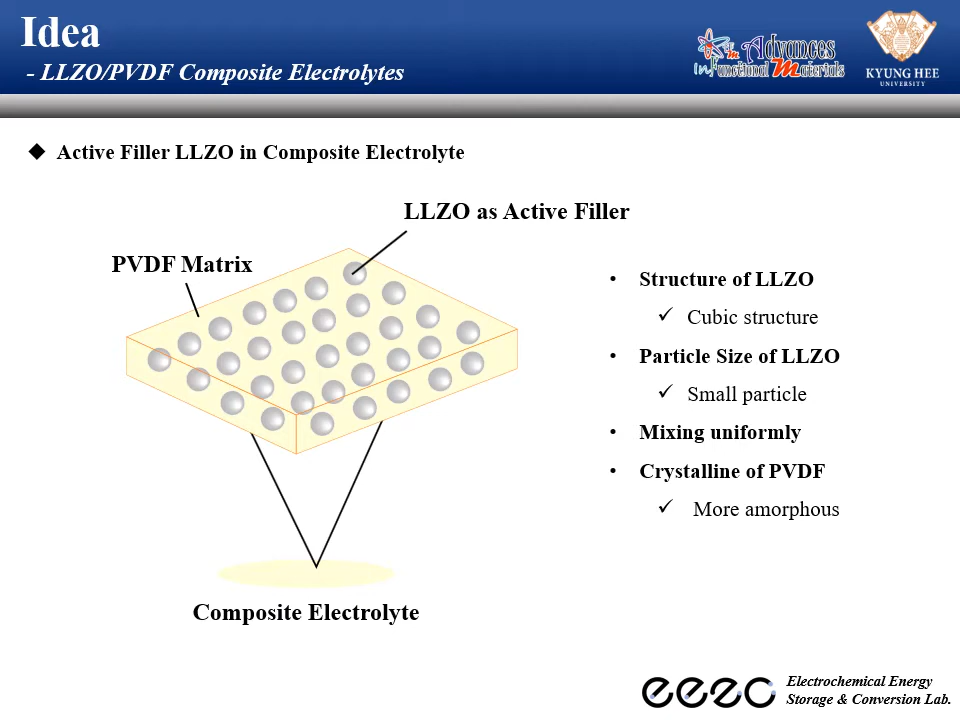 Idea
- LLZO/PVDF Composite Electrolytes
Advances
in Functional Materials
KYUNG HEE
UNIVERSITY
◆ Active Filler LLZO in Composite Electrolyte
LLZO as Active Filler
PVDF Matrix
• Structure of LLZO
✓ Cubic structure
• Particle Size of LLZO
✓ Small particle
• Mixing uniformly
• Crystalline of PVDF
✓ More amorphous
Composite Electrolyte
eezc
Electrochemical Energy
Storage & Conversion Lab.